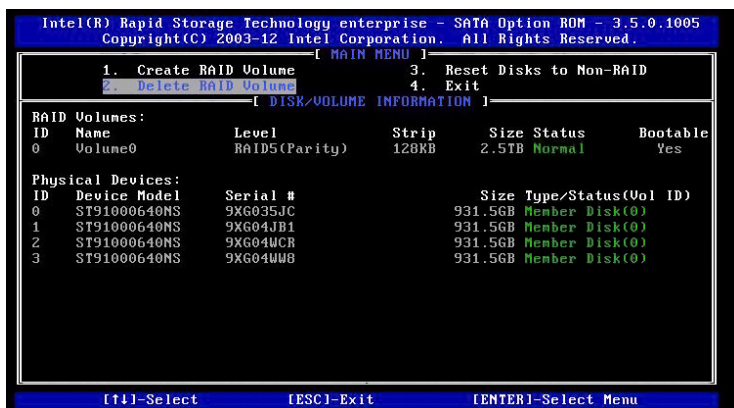 Intel(R) Rapid Storage Technology enterprise – SATA Option ROM – 3.5.0.1005
Copyright(C) 2003-12 Intel Corporation. All Rights Reserved.
[ MAIN MENU ]
1. Create RAID Volume 3. Reset Disks to Non-RAID
2. Delete RAID Volume 4. Exit
[ DISK/VOLUME INFORMATION ]
RAID Volumes:
ID Name Level Strip Size Status Bootable
0 Volume0 RAID5(Parity) 128KB 2.5TB Normal Yes
Physical Devices:
ID Device Model Serial # Size Type/Status(Vol ID)
0 ST91000640NS 9XG035JC 931.5GB Member Disk(0)
1 ST91000640NS 9XG04JB1 931.5GB Member Disk(0)
2 ST91000640NS 9XG04WCR 931.5GB Member Disk(0)
3 ST91000640NS 9XG04WW8 931.5GB Member Disk(0)
[↑↓]-Select [ESC]-Exit [ENTER]-Select Menu